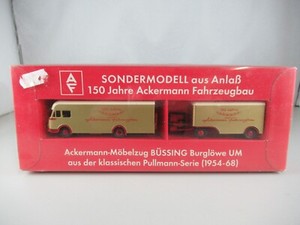 AF
SONDERMODELL aus Anlaß
150 Jahre Ackermann Fahrzeugbau
Ackermann-Möbelzug BÜSSING Burglöwe UM
aus der klassischen Pullmann-Serie (1954-68)